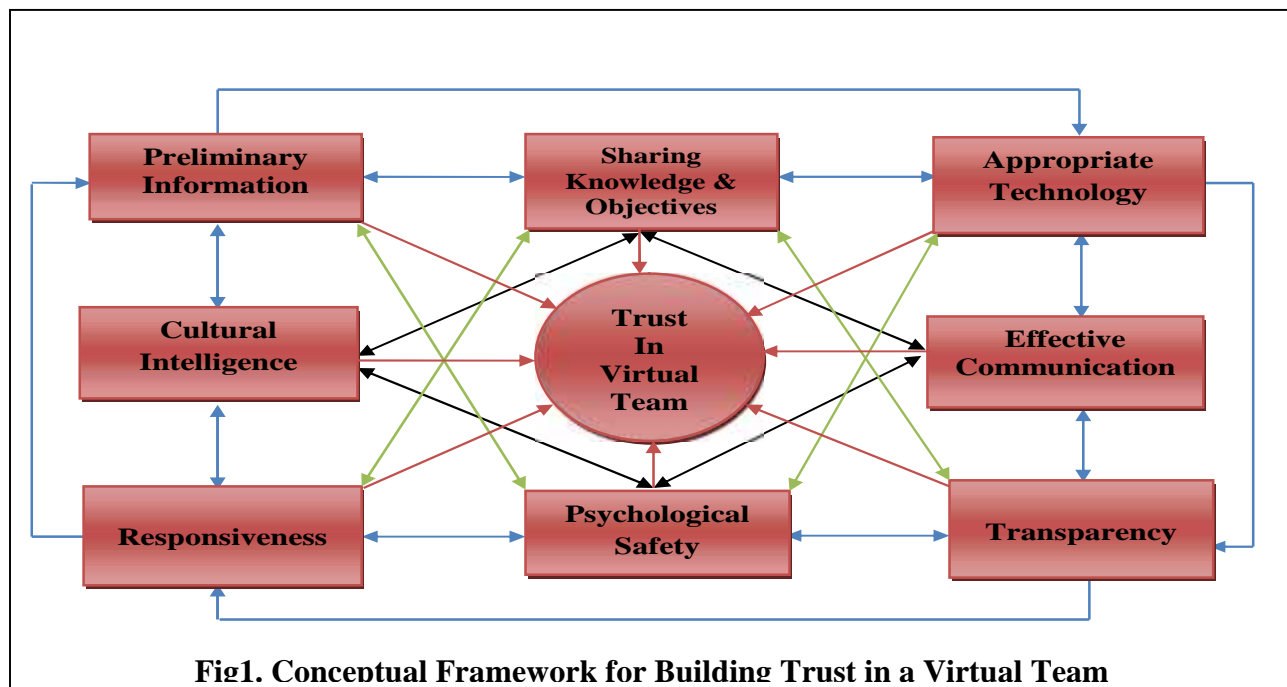 Preliminary
Information
Sharing
Knowledge &
Objectives
Appropriate
Technology
Cultural
Intelligence
Trust
In
Virtual
Team
Effective
Communication
Responsiveness
Psychological
Safety
Transparency
Fig1. Conceptual Framework for Building Trust in a Virtual Team